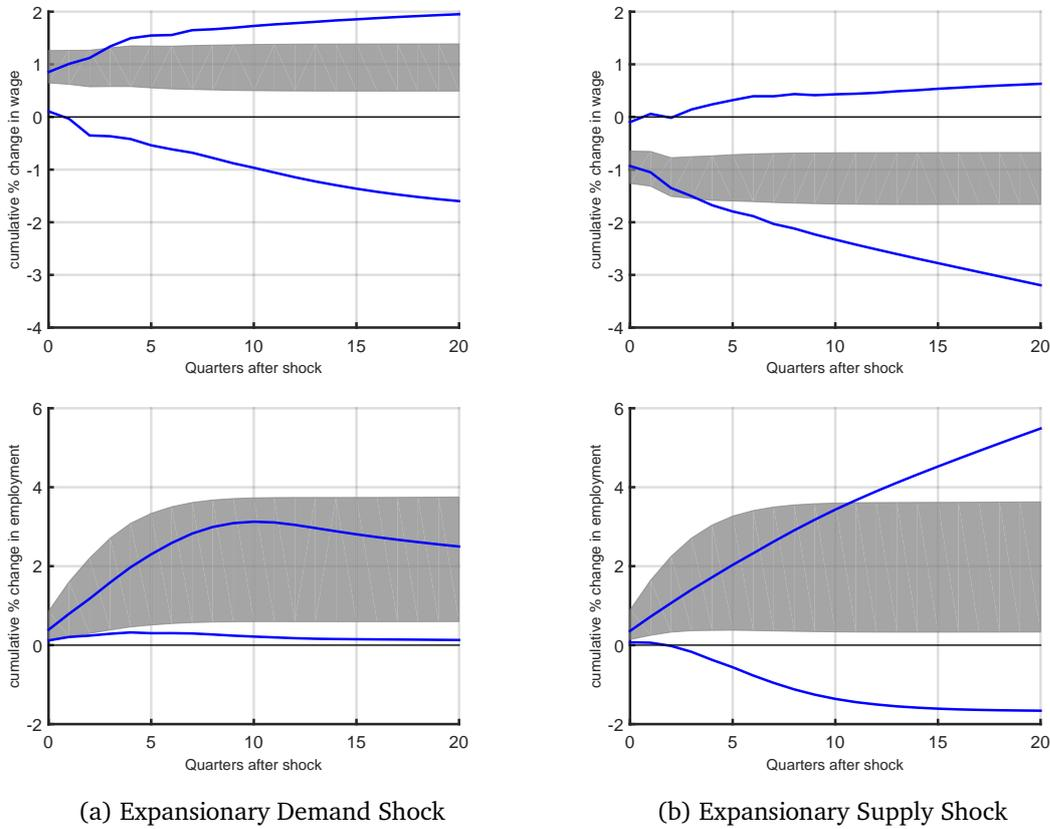 cumulative % change in wage
2
1
0
-1
-2
-3
-4
0 5 10 15 20
Quarters after shock
cumulative % change in wage
2
1
0
-1
-2
-3
-4
0 5 10 15 20
Quarters after shock
cumulative % change in employment
6
4
2
0
-2
0 5 10 15 20
Quarters after shock
cumulative % change in employment
6
4
2
0
-2
0 5 10 15 20
Quarters after shock
(a) Expansionary Demand Shock
(b) Expansionary Supply Shock